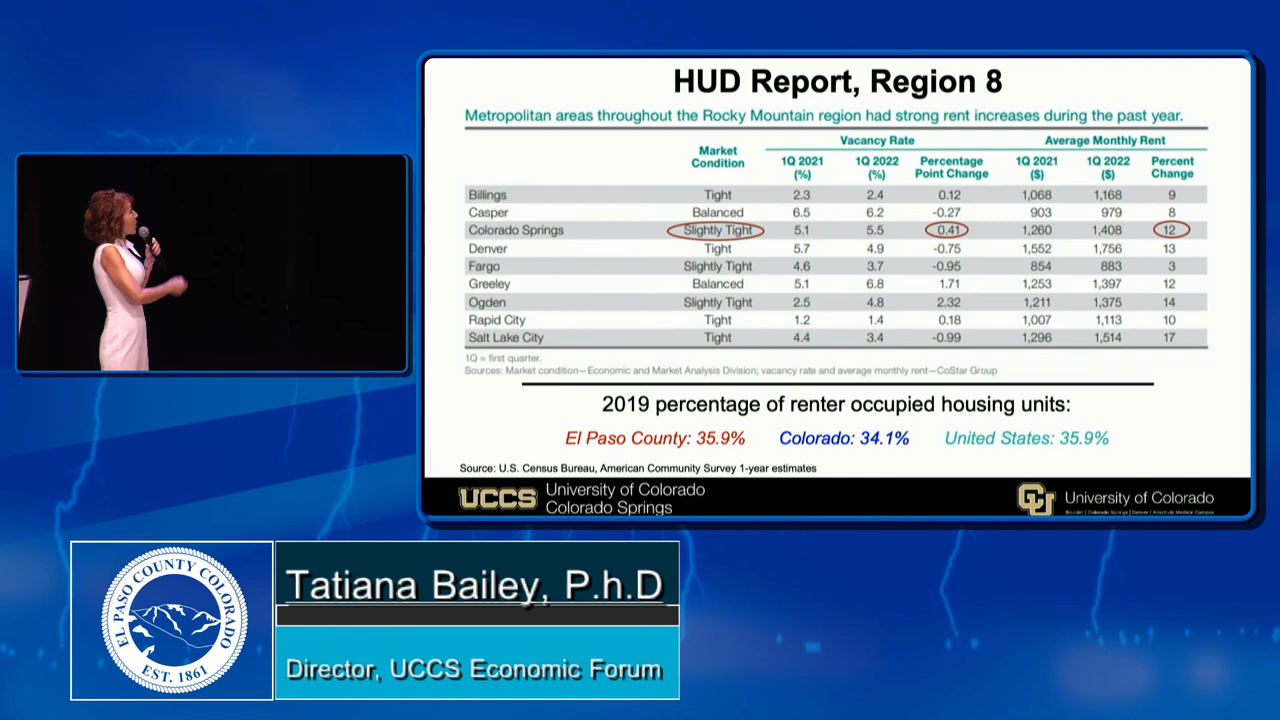 HUD Report, Region 8
Metropolitan areas throughout the Rocky Mountain region had strong rent increases during the past year.
Vacancy Rate Average Monthly Rent
Market Condition 1Q 2021 (%) 1Q 2022 (%) Percentage Point Change 1Q 2021 ($) 1Q 2022 ($) Percent Change
Billings Tight 2.3 2.4 0.12 1,068 1,168 9
Casper Balanced 6.5 6.2 -0.27 903 979 8
Colorado Springs Slightly Tight 5.1 5.5 0.41 1,260 1,408 12
Denver Tight 5.7 4.9 -0.75 1,552 1,756 13
Fargo Slightly Tight 4.6 3.7 -0.95 854 883 3
Greeley Balanced 5.1 6.8 1.71 1,253 1,397 12
Ogden Slightly Tight 2.5 4.8 2.32 1,211 1,375 14
Rapid City Tight 1.2 1.4 0.18 1,007 1,113 10
Salt Lake City Tight 4.4 3.4 -0.99 1,296 1,514 17
1Q = first quarter.
Sources: Market condition—Economic and Market Analysis Division; vacancy rate and average monthly rent—CoStar Group
2019 percentage of renter occupied housing units:
El Paso County: 35.9% Colorado: 34.1% United States: 35.9%
Source: U.S. Census Bureau, American Community Survey 1-year estimates
UCCS University of Colorado
Colorado Springs
CU University of Colorado
Boulder | Colorado Springs | Denver | Anschutz Medical Campus
EL PASO COUNTY COLORADO
EST. 1861
Tatiana Bailey, P.h.D
Director, UCCS Economic Forum